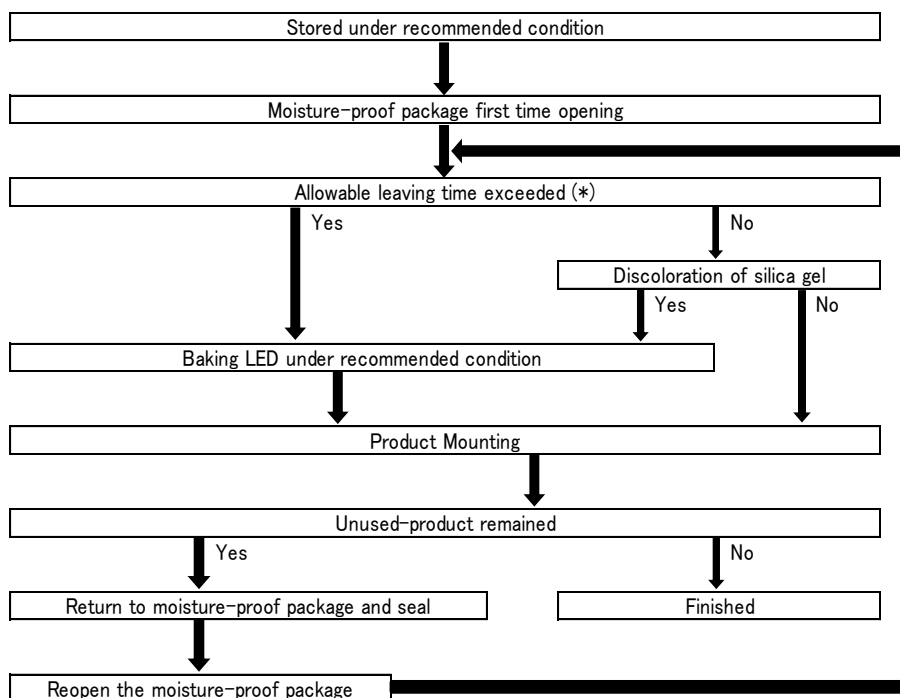 Stored under recommended condition
Moisture-proof package first time opening
Allowable leaving time exceeded (*)
Yes
No
Discoloration of silica gel
Yes
No
Baking LED under recommended condition
Product Mounting
Unused-product remained
Yes
No
Return to moisture-proof package and seal
Finished
Reopen the moisture-proof package